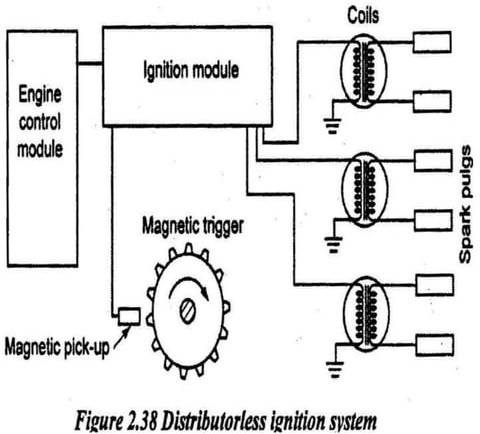 Coils
Ignition module
Engine
control
module
Spark pulgs
Magnetic trigger
Magnetic pick-up
Figure 2.38 Distributorless ignition system